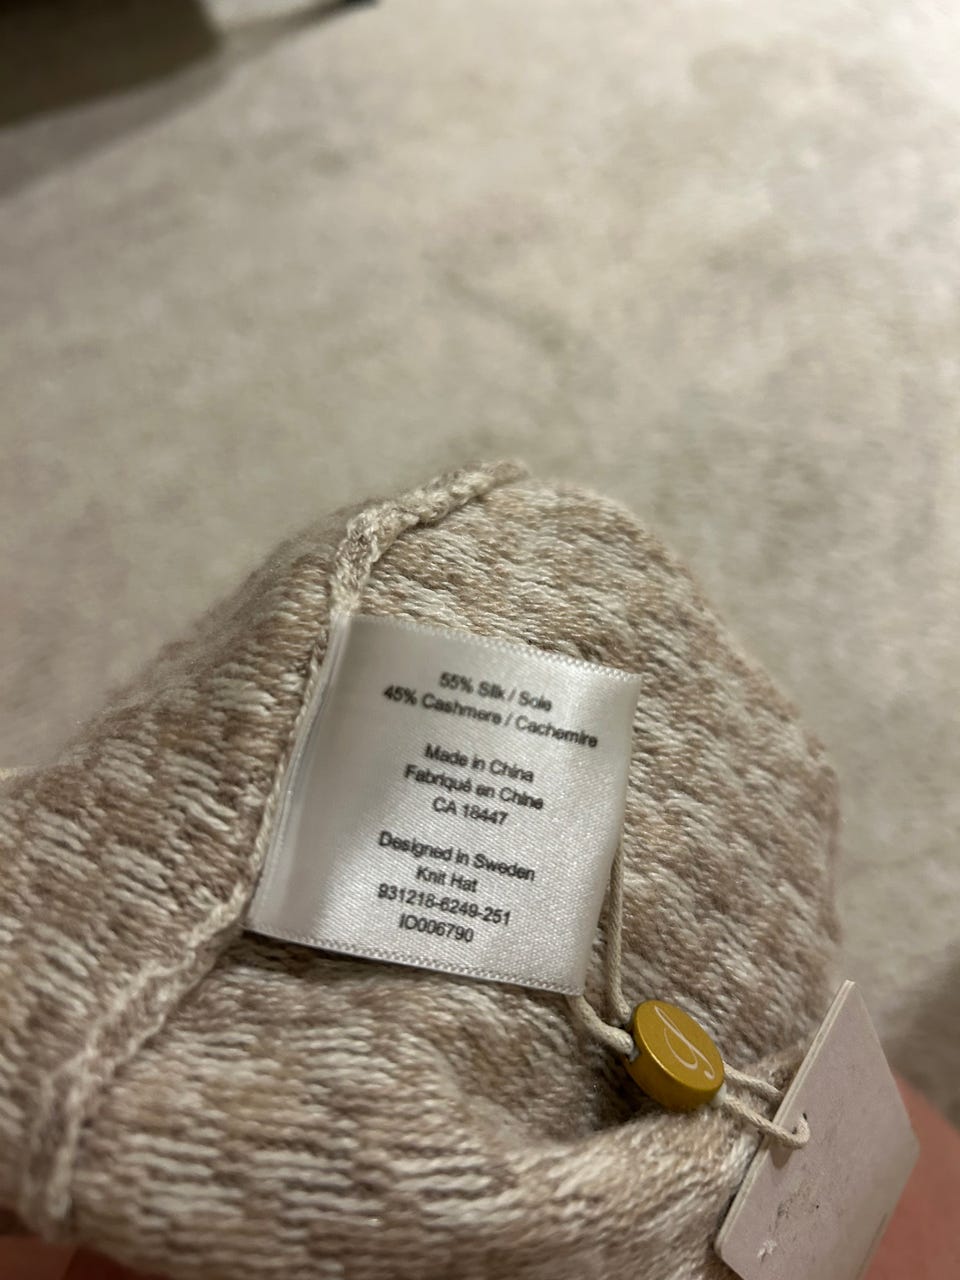 55% Silk / Soie
45% Cashmere / Cachemire
Made in China
Fabriqué en Chine
CA 18447
Designed in Sweden
Knit Hat
931218-6249-251
IO006790